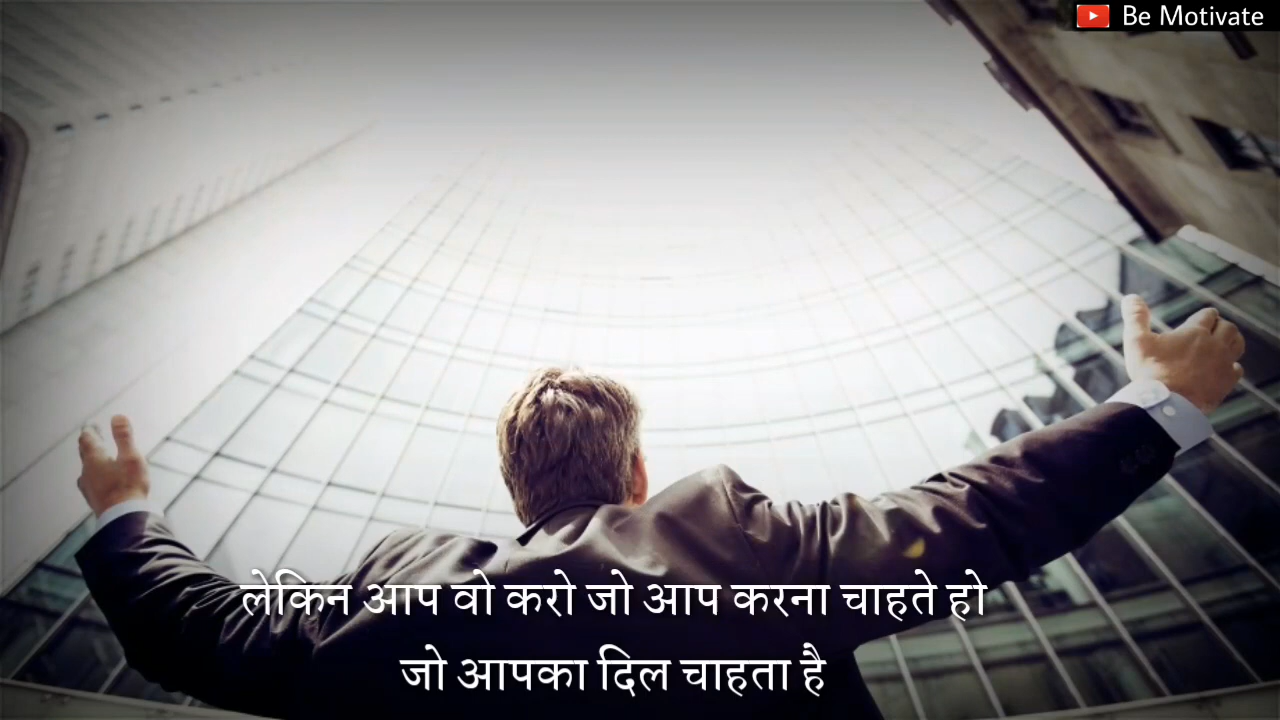 Be Motivate
लेकिन आप वो करो जो आप करना चाहते हो
जो आपका दिल चाहता है